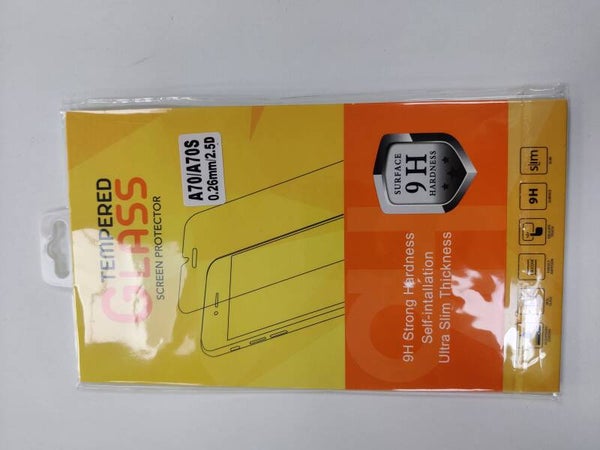 TEMPERED
GLASS
SCREEN PROTECTOR
A70/A70S
0.26mm/2.5D
SURFACE
9H
HARDNESS
9H Strong Hardness
Self-intallation
Ultra Slim Thickness
slim
9H